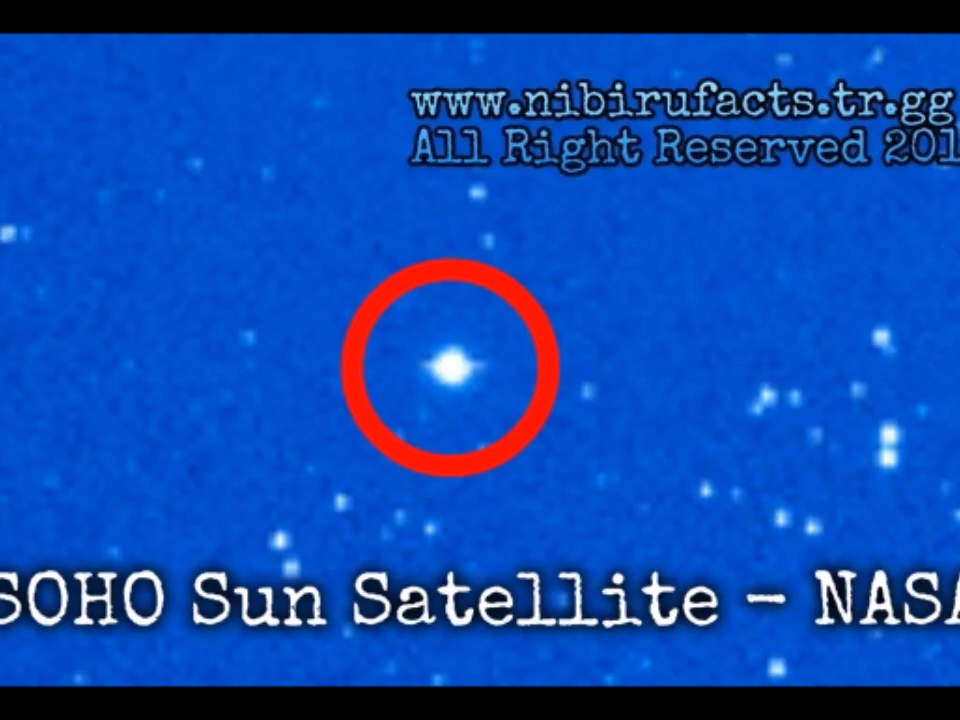 www.nibirufacts.tr.gg
All Right Reserved 201
SOHO Sun Satellite - NASA